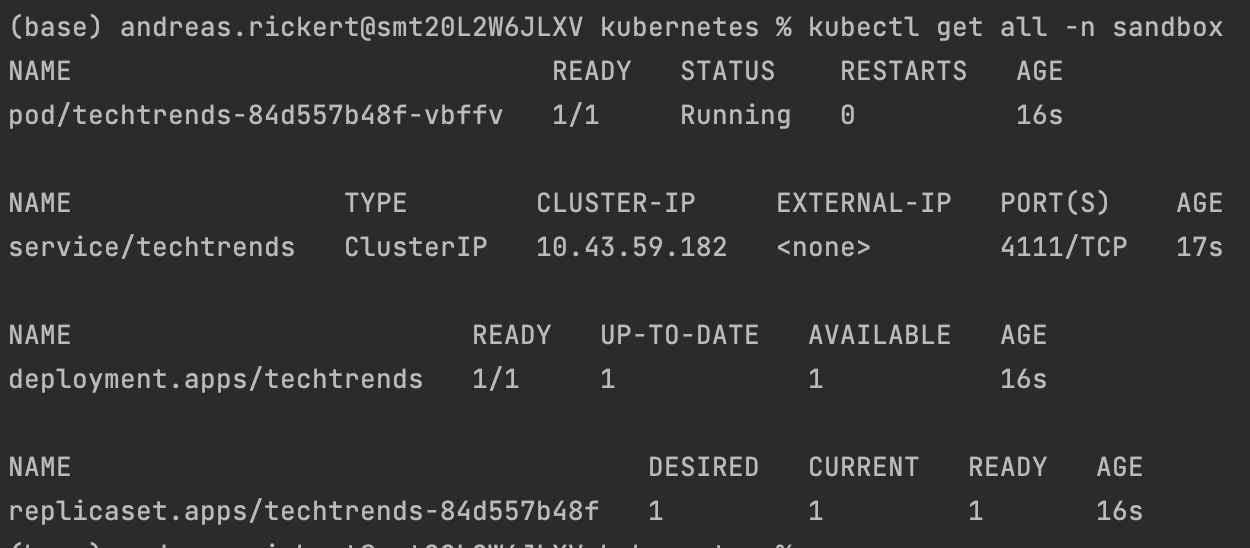 (base) andreas.rickert@smt20L2W6JLXV kubernetes % kubectl get all -n sandbox
NAME READY STATUS RESTARTS AGE
pod/techtrends-84d557b48f-vbffv 1/1 Running 0 16s
NAME TYPE CLUSTER-IP EXTERNAL-IP PORT(S) AGE
service/techtrends ClusterIP 10.43.59.182 <none> 4111/TCP 17s
NAME READY UP-TO-DATE AVAILABLE AGE
deployment.apps/techtrends 1/1 1 1 16s
NAME DESIRED CURRENT READY AGE
replicaset.apps/techtrends-84d557b48f 1 1 1 16s